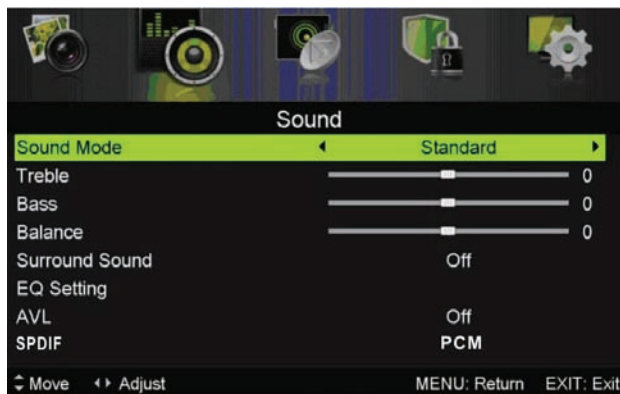 Sound
Sound Mode Standard
Treble 0
Bass 0
Balance 0
Surround Sound Off
EQ Setting
AVL Off
SPDIF PCM
Move Adjust MENU: Return EXIT: Exit